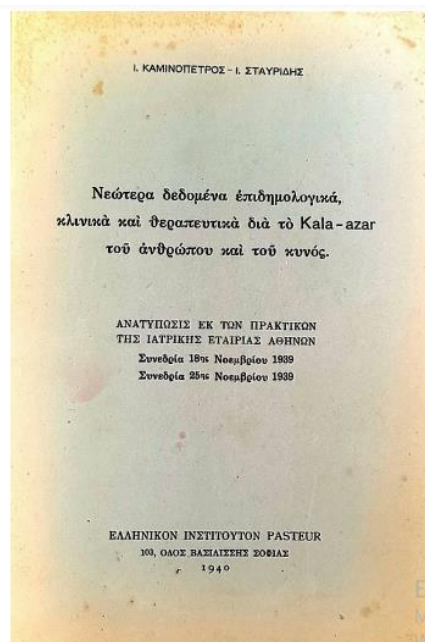 Ι. ΚΑΜΙΝΟΠΕΤΡΟΣ - Ι. ΣΤΑΥΡΙΔΗΣ
Νεώτερα δεδομένα ἐπιδημολογικά,
κλινικὰ καὶ θεραπευτικὰ διὰ τὸ Kala-azar
τοῦ ἀνθρώπου καὶ τοῦ κυνός.
ΑΝΑΤΥΠΩΣΙΣ ΕΚ ΤΩΝ ΠΡΑΚΤΙΚΩΝ
ΤΗΣ ΙΑΤΡΙΚΗΣ ΕΤΑΙΡΙΑΣ ΑΘΗΝΩΝ
Συνεδρία 18ης Νοεμβρίου 1939
Συνεδρία 25ης Νοεμβρίου 1939
ΕΛΛΗΝΙΚΟΝ ΙΝΣΤΙΤΟΥΤΟΝ PASTEUR
103, ΟΔΟΣ ΒΑΣΙΛΙΣΣΗΣ ΣΟΦΙΑΣ
1940